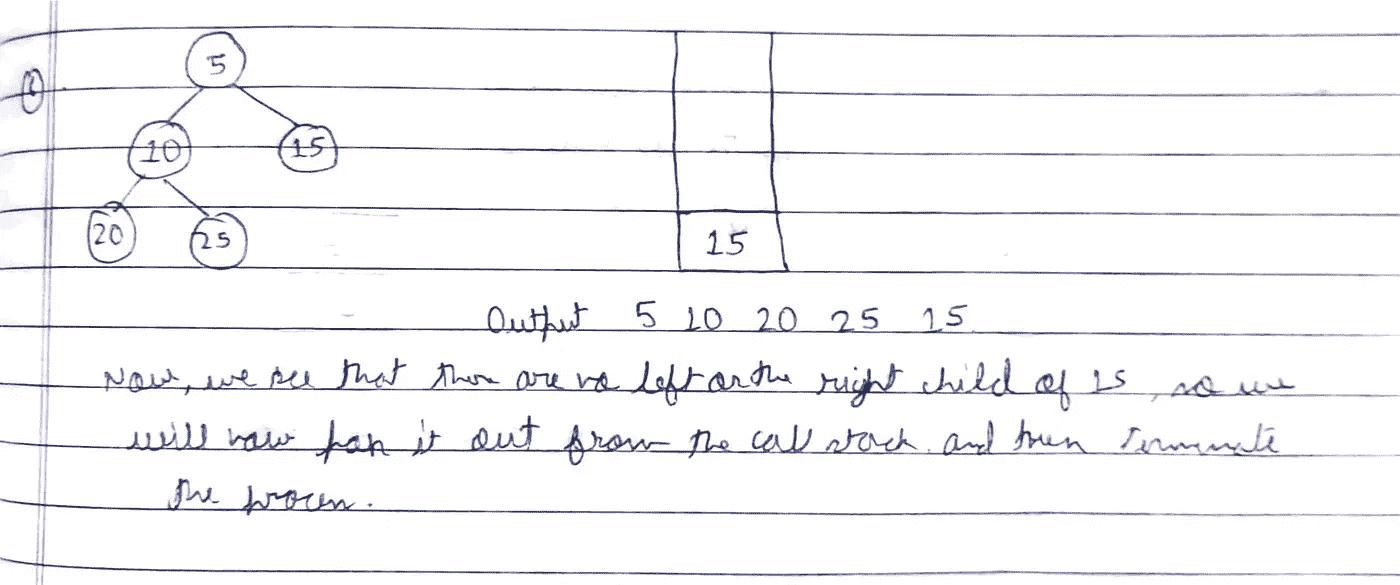 5
10 15
20 25
15
Output 5 10 20 25 15
Now, we see that there are no left or the right child of 15, so we
will now pop it out from the call stack and then terminate
the process.